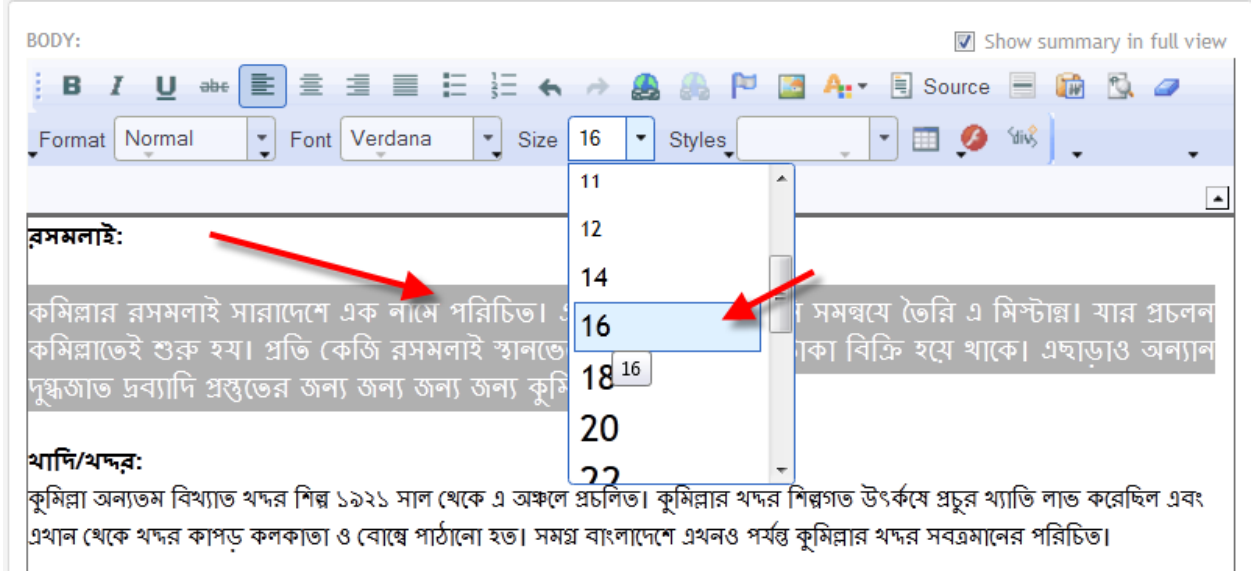 BODY: Show summary in full view
B I U abc Source
Format Normal Font Verdana Size 16 Styles div
11
12
14
16
18 16
20
22
রসমলাই:
কমিল্লার রসমলাই সারাদেশে এক নামে পরিচিত। সমন্বযে তৈরি এ মিস্টান্ন। যার প্রচলন
কমিল্লাতেই শুরু হয। প্রতি কেজি রসমলাই স্থানভে বিক্রি হয়ে থাকে। এছাড়াও অন্যান
দুগ্ধজাত দ্রব্যাদি প্রস্তুতের জন্য জন্য জন্য জন্য কুমি
খাদি/খদ্দর:
কুমিল্লা অন্যতম বিখ্যাত খদ্দর শিল্প ১৯২১ সাল থেকে এ অঞ্চলে প্রচলিত। কুমিল্লার খদ্দর শিল্পগত উৎর্কষে প্রচুর খ্যাতি লাভ করেছিল এবং
এখান থেকে খদ্দর কাপড় কলকাতা ও বোম্বে পাঠানো হত। সমগ্র বাংলাদেশে এখনও পর্যন্ত কুমিল্লার খদ্দর সবত্রমানের পরিচিত।